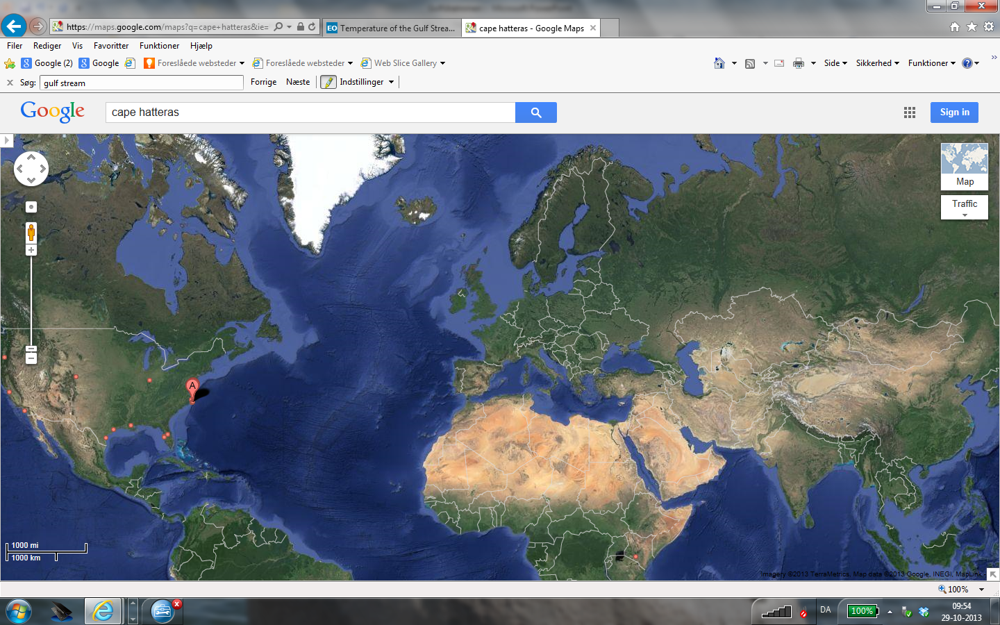 https://maps.google.com/maps?q=cape+hatteras&ie=
EO Temperature of the Gulf Strea...
cape hatteras - Google Maps
Filer Rediger Vis Favoritter Funktioner Hjælp
Google (2) Google Foreslåede websteder Foreslåede websteder Web Slice Gallery
Side Sikkerhed Funktioner
Søg: gulf stream Forrige Næste Indstillinger
Google cape hatteras Sign in
Map
Traffic
A
1000 mi
1000 km
Imagery ©2013 TerraMetrics, Map data ©2013 Google, INEGI, MapLink -
100%
DA 100% 09:54
29-10-2013